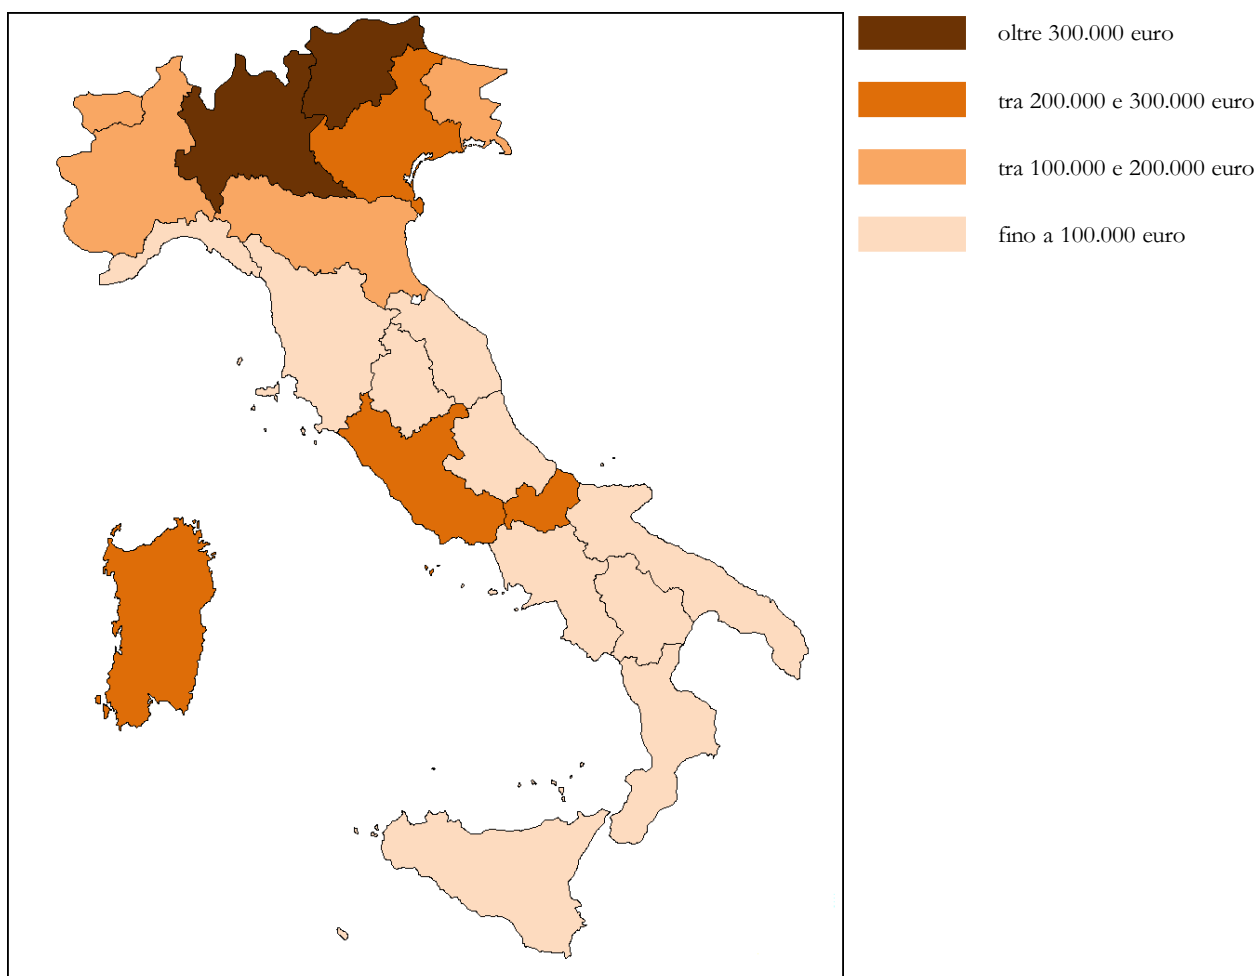 oltre 300.000 euro
tra 200.000 e 300.000 euro
tra 100.000 e 200.000 euro
fino a 100.000 euro